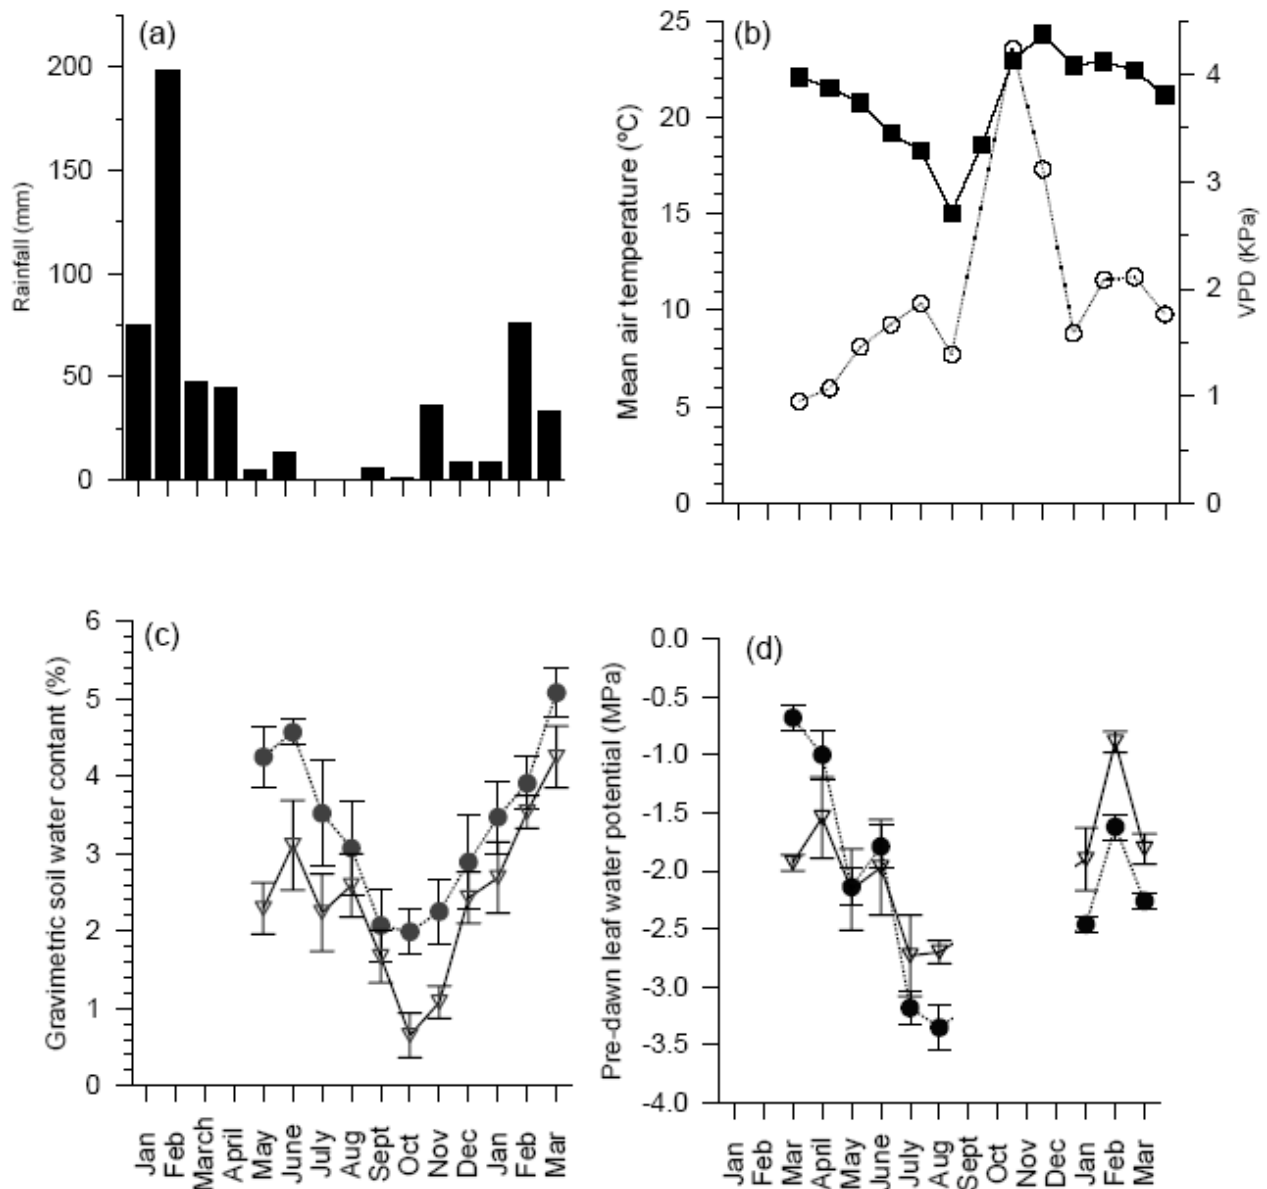 (a)
Rainfall (mm)
200
150
100
50
0
(b)
Mean air temperature (ºC)
25
20
15
10
5
0
4
3
2
1
0
VPD (KPa)
(c)
Gravimetric soil water contant (%)
6
5
4
3
2
1
0
Jan
Feb
March
April
May
June
July
Aug
Sept
Oct
Nov
Dec
Jan
Feb
Mar
(d)
Pre-dawn leaf water potential (MPa)
0.0
-0.5
-1.0
-1.5
-2.0
-2.5
-3.0
-3.5
-4.0
Jan
Feb
Mar
April
May
June
July
Aug
Sept
Oct
Nov
Dec
Jan
Feb
Mar